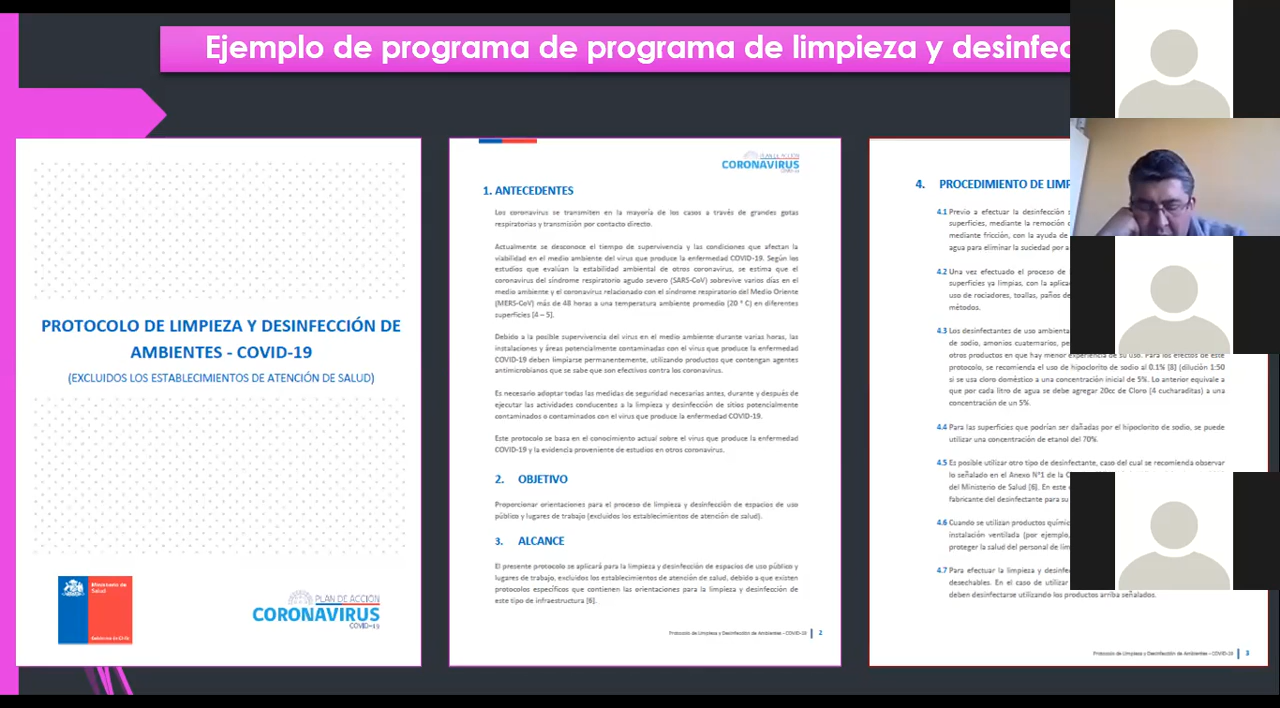 Ejemplo de programa de programa de limpieza y desinfec
PROTOCOLO DE LIMPIEZA Y DESINFECCIÓN DE
AMBIENTES - COVID-19
(EXCLUIDOS LOS ESTABLECIMIENTOS DE ATENCIÓN DE SALUD)
Ministerio de
Salud
Gobierno de Chile
PLAN DE ACCIÓN
CORONAVIRUS
COVID-19
PLAN DE ACCIÓN
CORONAVIRUS
COVID-19
1. ANTECEDENTES
Los coronavirus se transmiten en la mayoría de los casos a través de grandes gotas
respiratorias y transmisión por contacto directo.
Actualmente se desconoce el tiempo de supervivencia y las condiciones que afectan la
viabilidad en el medio ambiente del virus que produce la enfermedad COVID-19. Según los
estudios que evalúan la estabilidad ambiental de otros coronavirus, se estima que el
coronavirus del síndrome respiratorio agudo severo (SARS-CoV) sobrevive varios días en el
medio ambiente y el coronavirus relacionado con el síndrome respiratorio del Medio Oriente
(MERS-CoV) más de 48 horas a una temperatura ambiente promedio (20 ° C) en diferentes
superficies [4 – 5].
Debido a la posible supervivencia del virus en el medio ambiente durante varias horas, las
instalaciones y áreas potencialmente contaminadas con el virus que produce la enfermedad
COVID-19 deben limpiarse permanentemente, utilizando productos que contengan agentes
antimicrobianos que se sabe que son efectivos contra los coronavirus.
Es necesario adoptar todas las medidas de seguridad necesarias antes, durante y después de
ejecutar las actividades conducentes a la limpieza y desinfección de sitios potencialmente
contaminados o contaminados con el virus que produce la enfermedad COVID-19.
Este protocolo se basa en el conocimiento actual sobre el virus que produce la enfermedad
COVID-19 y la evidencia proveniente de estudios en otros coronavirus.
2. OBJETIVO
Proporcionar orientaciones para el proceso de limpieza y desinfección de espacios de uso
público y lugares de trabajo (excluidos los establecimientos de atención de salud).
3. ALCANCE
El presente protocolo se aplicará para la limpieza y desinfección de espacios de uso público y
lugares de trabajo, excluidos los establecimientos de atención de salud, debido a que existen
protocolos específicos que contienen las orientaciones para la limpieza y desinfección de
este tipo de infraestructura [6].
Protocolo de Limpieza y Desinfección de Ambientes - COVID-19 2
4. PROCEDIMIENTO DE LIMP
4.1 Previo a efectuar la desinfección
superficies, mediante la remoción
mediante fricción, con la ayuda de
agua para eliminar la suciedad por
4.2 Una vez efectuado el proceso de
superficies ya limpias, con la
uso de rociadores, toallas, paños de
métodos.
4.3 Los desinfectantes de uso
de sodio, amonios cuaternarios,
otros productos en que hay menor experiencia de su uso. Para los efectos de este
protocolo, se recomienda el uso de hipoclorito de sodio al 0.1% [8] (dilución 1:50
si se usa cloro doméstico a una concentración inicial de 5%. Lo anterior equivale a
que por cada litro de agua se debe agregar 20cc de Cloro (4 cucharaditas) a una
concentración de un 5%.
4.4 Para las superficies que podrían ser dañadas por el hipoclorito de sodio, se puede
utilizar una concentración de etanol del 70%.
4.5 Es posible utilizar otro tipo de desinfectante, caso del cual se recomienda observar
lo señalado en el Anexo N°1 de la
del Ministerio de Salud [6]. En este
fabricante del desinfectante para su
4.6 Cuando se utilizan productos
instalación ventilada (por ejemplo,
proteger la salud del personal de
4.7 Para efectuar la limpieza y
desechables. En el caso de utilizar
deben desinfectarse utilizando los productos arriba señalados.
Protocolo de Limpieza y Desinfección de Ambientes - COVID-19 3